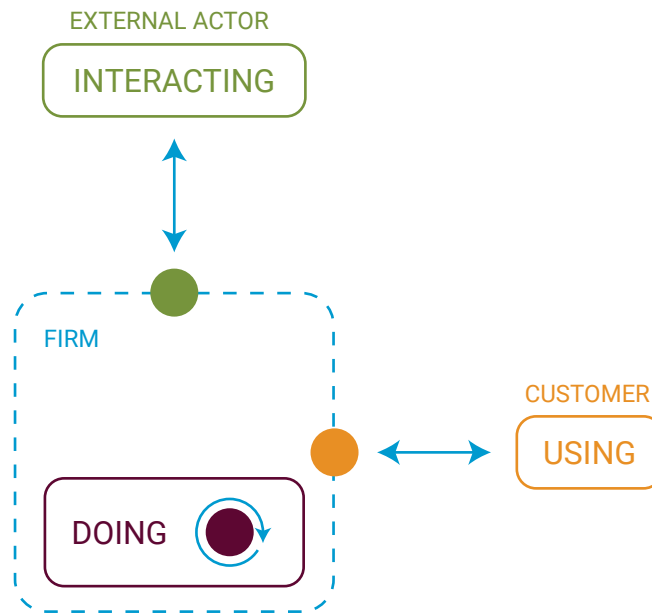 EXTERNAL ACTOR
INTERACTING
FIRM
CUSTOMER
USING
DOING